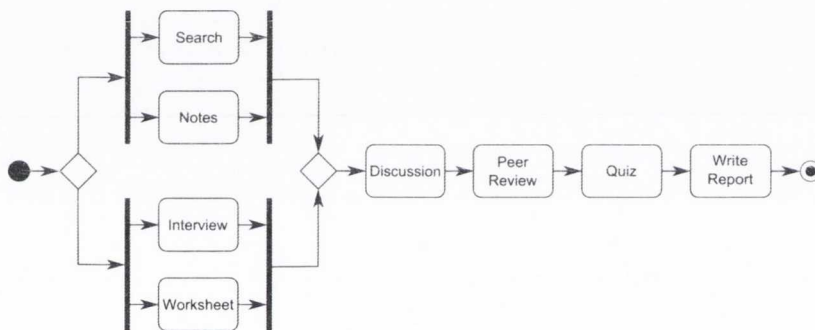 Search
Notes
Interview
Worksheet
Discussion
Peer
Review
Quiz
Write
Report